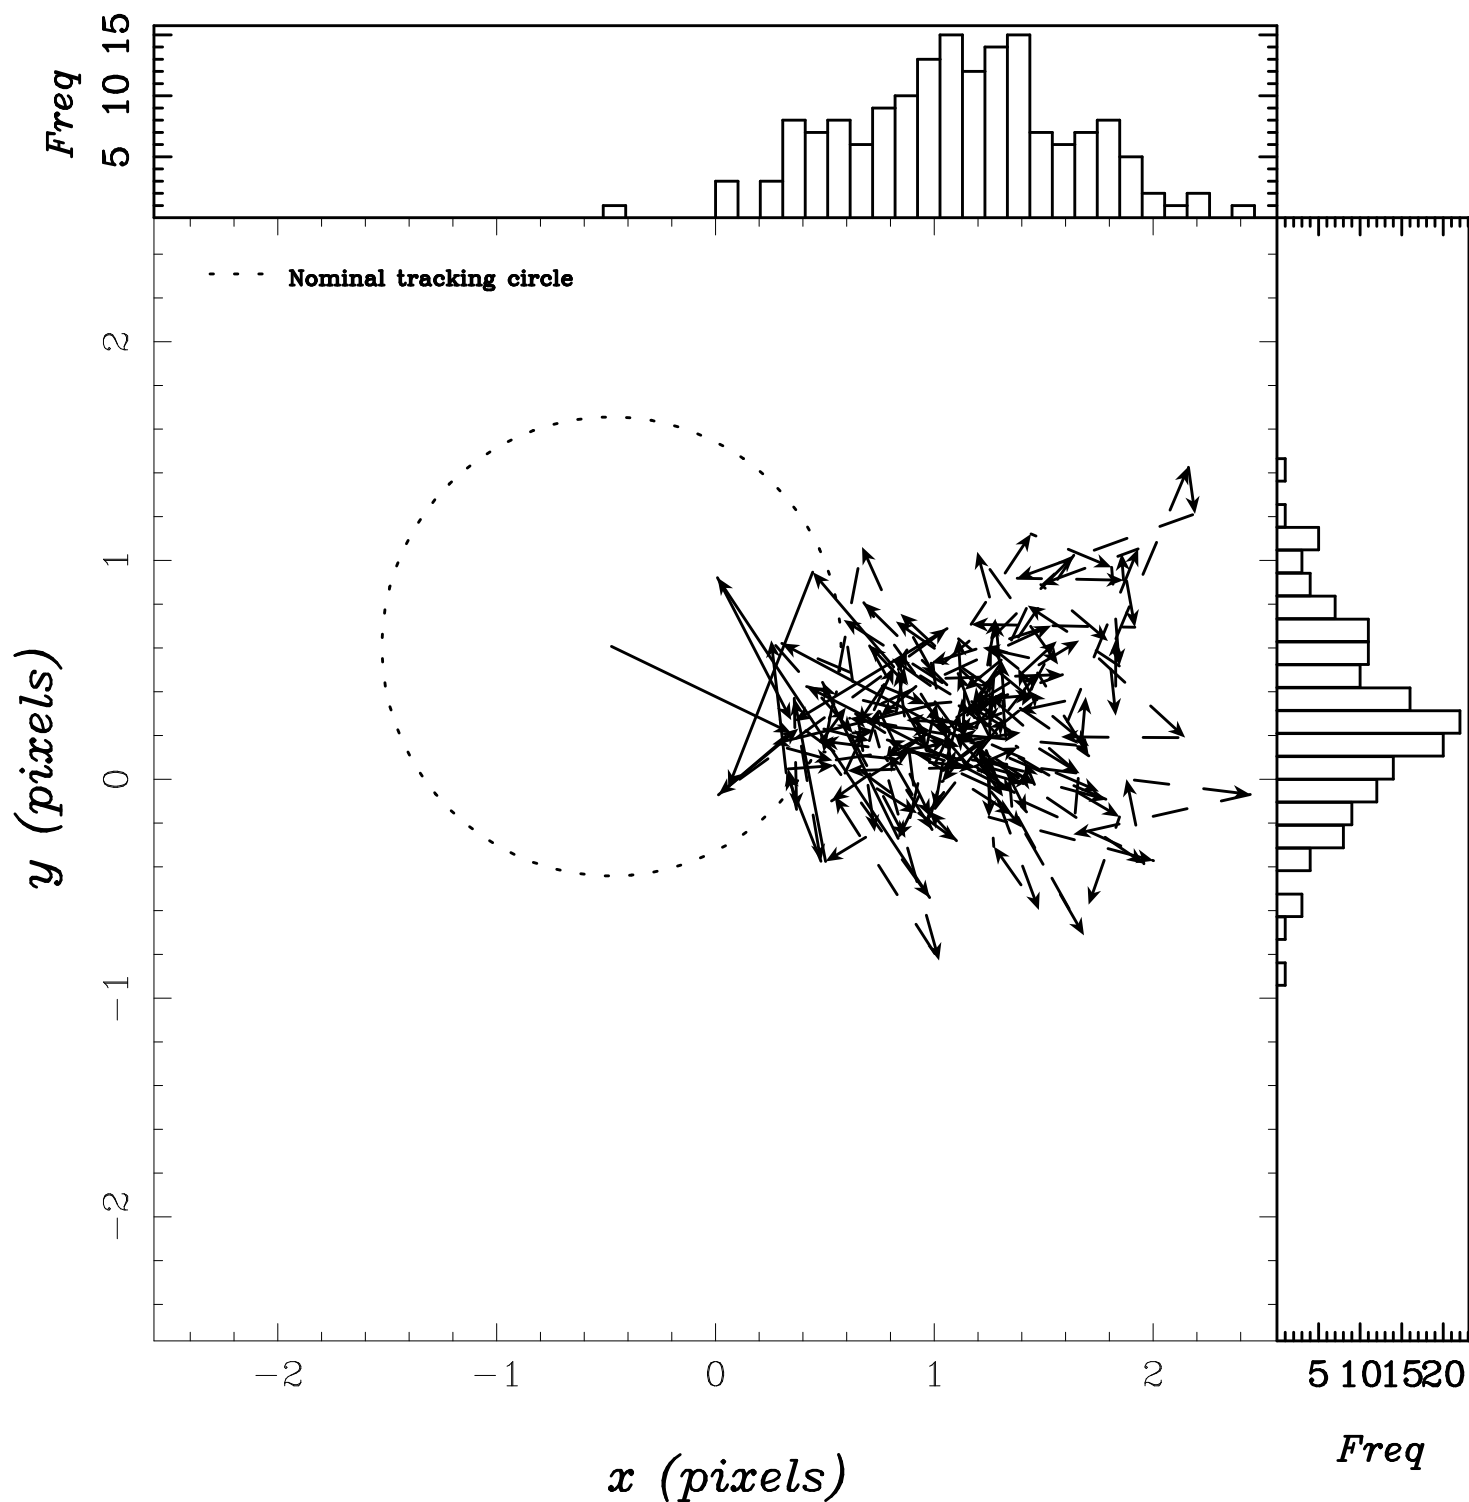 Freq
5 10 15
Nominal tracking circle
y (pixels)
2
1
0
−1
−2
−2 −1 0 1 2
5 10 15 20
x (pixels)
Freq